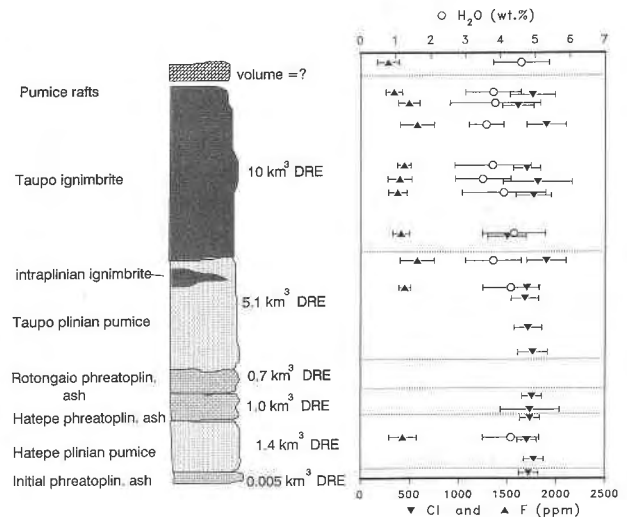 ○ H₂O (wt.%)
0 1 2 3 4 5 6 7
volume =?
Pumice rafts
Taupo ignimbrite
10 km³ DRE
intraplinian ignimbrite
5.1 km³ DRE
Taupo plinian pumice
Rotongaio phreatoplin, ash
0.7 km³ DRE
Hatepe phreatoplin, ash
1.0 km³ DRE
Hatepe plinian pumice
1.4 km³ DRE
Initial phreatoplin, ash
0.005 km³ DRE
0 500 1000 1500 2000 2500
▼ Cl and ▲ F (ppm)